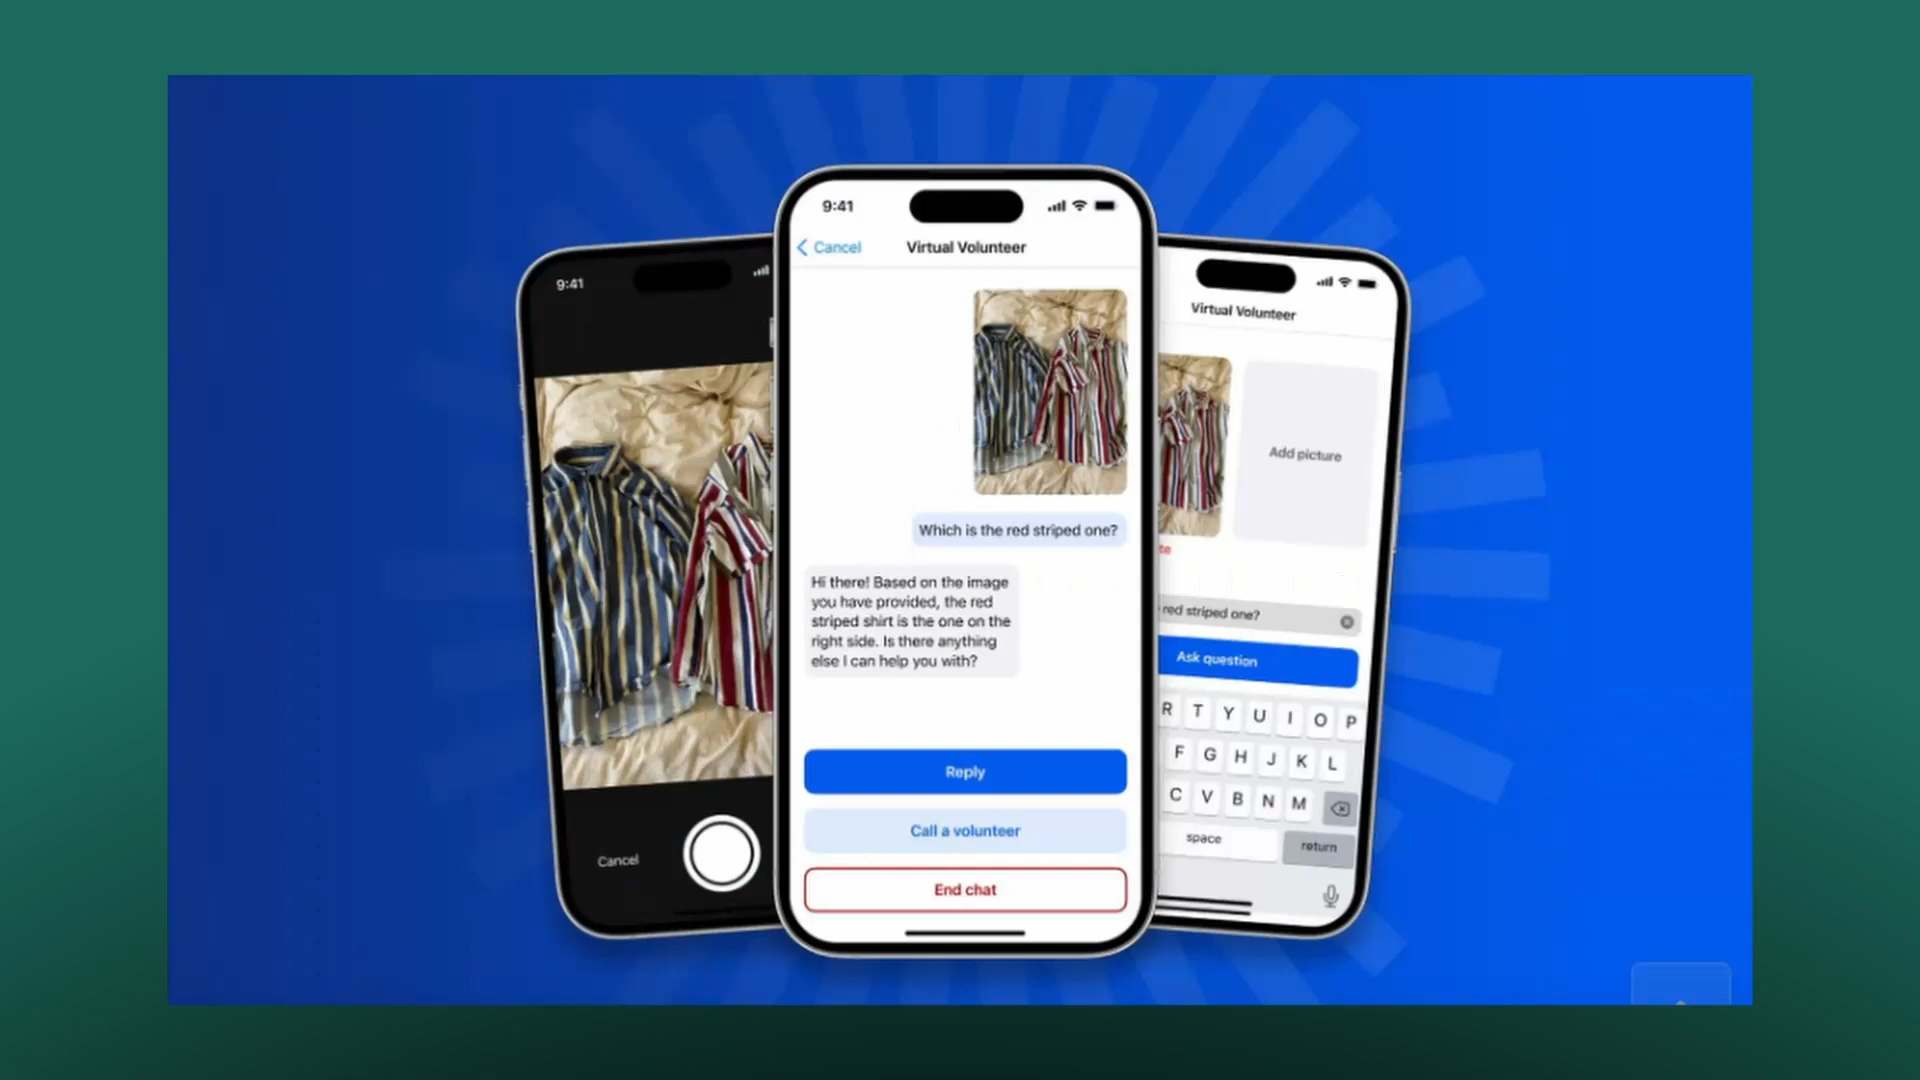 9:41
Cancel
9:41
Cancel
Virtual Volunteer
Which is the red striped one?
Hi there! Based on the image
you have provided, the red
striped shirt is the one on the
right side. Is there anything
else I can help you with?
Reply
Call a volunteer
End chat
Virtual Volunteer
Add picture
red striped one?
Ask question
R T Y U I O P
F G H J K L
C V B N M
space return